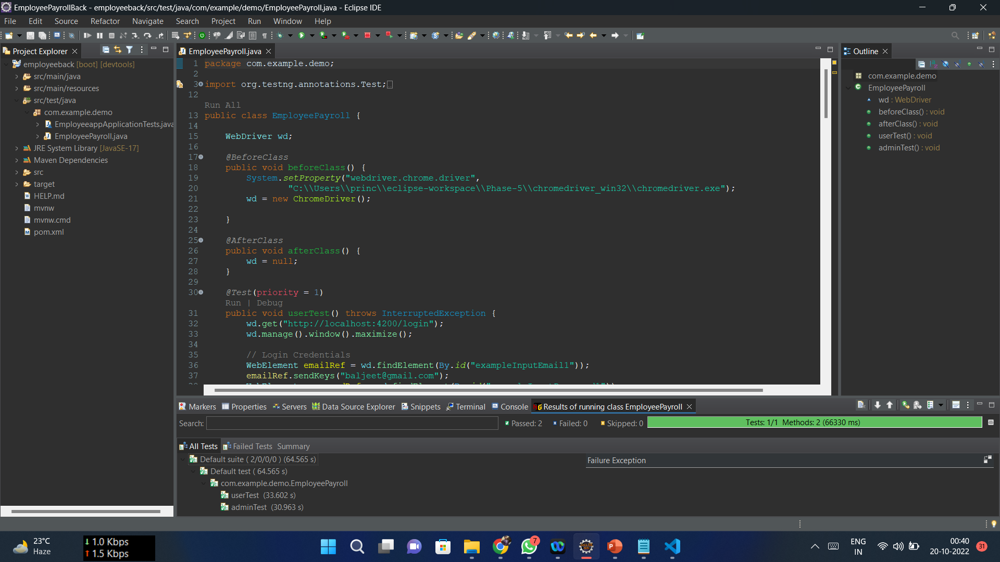 EmployeePayrollBack - employeeback/src/test/java/com/example/demo/EmployeePayroll.java - Eclipse IDE
File Edit Source Refactor Navigate Search Project Run Window Help
Project Explorer
employeeback [boot] [devtools]
src/main/java
src/main/resources
src/test/java
com.example.demo
EmployeeappApplicationTests.java
EmployeePayroll.java
JRE System Library [JavaSE-17]
Maven Dependencies
src
target
HELP.md
mvnw
mvnw.cmd
pom.xml
EmployeePayroll.java
1 package com.example.demo;
2
3 import org.testng.annotations.Test;
12
Run All
13 public class EmployeePayroll {
14
15 WebDriver wd;
16
17 @BeforeClass
18 public void beforeClass() {
19 System.setProperty("webdriver.chrome.driver",
20 "C:\\Users\\princ\\eclipse-workspace\\Phase-5\\chromedriver_win32\\chromedriver.exe");
21 wd = new ChromeDriver();
22
23 }
24
25 @AfterClass
26 public void afterClass() {
27 wd = null;
28 }
29
30 @Test(priority = 1)
Run | Debug
31 public void userTest() throws InterruptedException {
32 wd.get("http://localhost:4200/login");
33 wd.manage().window().maximize();
34
35 // Login Credentials
36 WebElement emailRef = wd.findElement(By.id("exampleInputEmail1"));
37 emailRef.sendKeys("baljeet@gmail.com");
Outline
com.example.demo
EmployeePayroll
wd : WebDriver
beforeClass() : void
afterClass() : void
userTest() : void
adminTest() : void
Markers Properties Servers Data Source Explorer Snippets Terminal Console Results of running class EmployeePayroll
Search: Passed: 2 Failed: 0 Skipped: 0 Tests: 1/1 Methods: 2 (66330 ms)
All Tests Failed Tests Summary
Default suite ( 2/0/0/0 ) (64.565 s)
Default test ( 64.565 s)
com.example.demo.EmployeePayroll
userTest (33.602 s)
adminTest (30.963 s)
Failure Exception
23°C
Haze
1.0 Kbps
1.5 Kbps
7
ENG
IN
00:40
20-10-2022
31